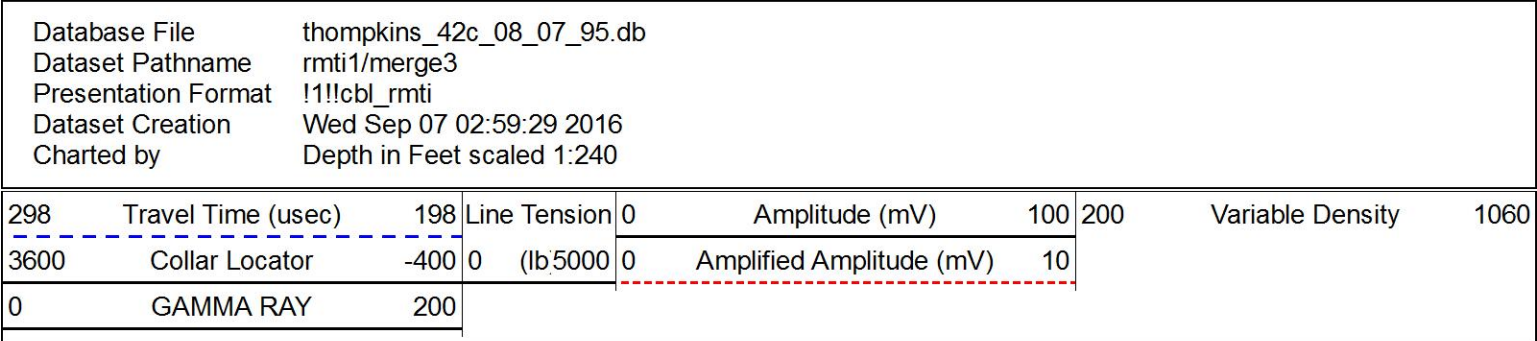 Database File thompkins_42c_08_07_95.db
Dataset Pathname rmti1/merge3
Presentation Format !1!!cbl_rmti
Dataset Creation Wed Sep 07 02:59:29 2016
Charted by Depth in Feet scaled 1:240
298 Travel Time (usec) 198 Line Tension 0 Amplitude (mV) 100 200 Variable Density 1060
3600 Collar Locator -400 0 (lb 5000 0 Amplified Amplitude (mV) 10
0 GAMMA RAY 200